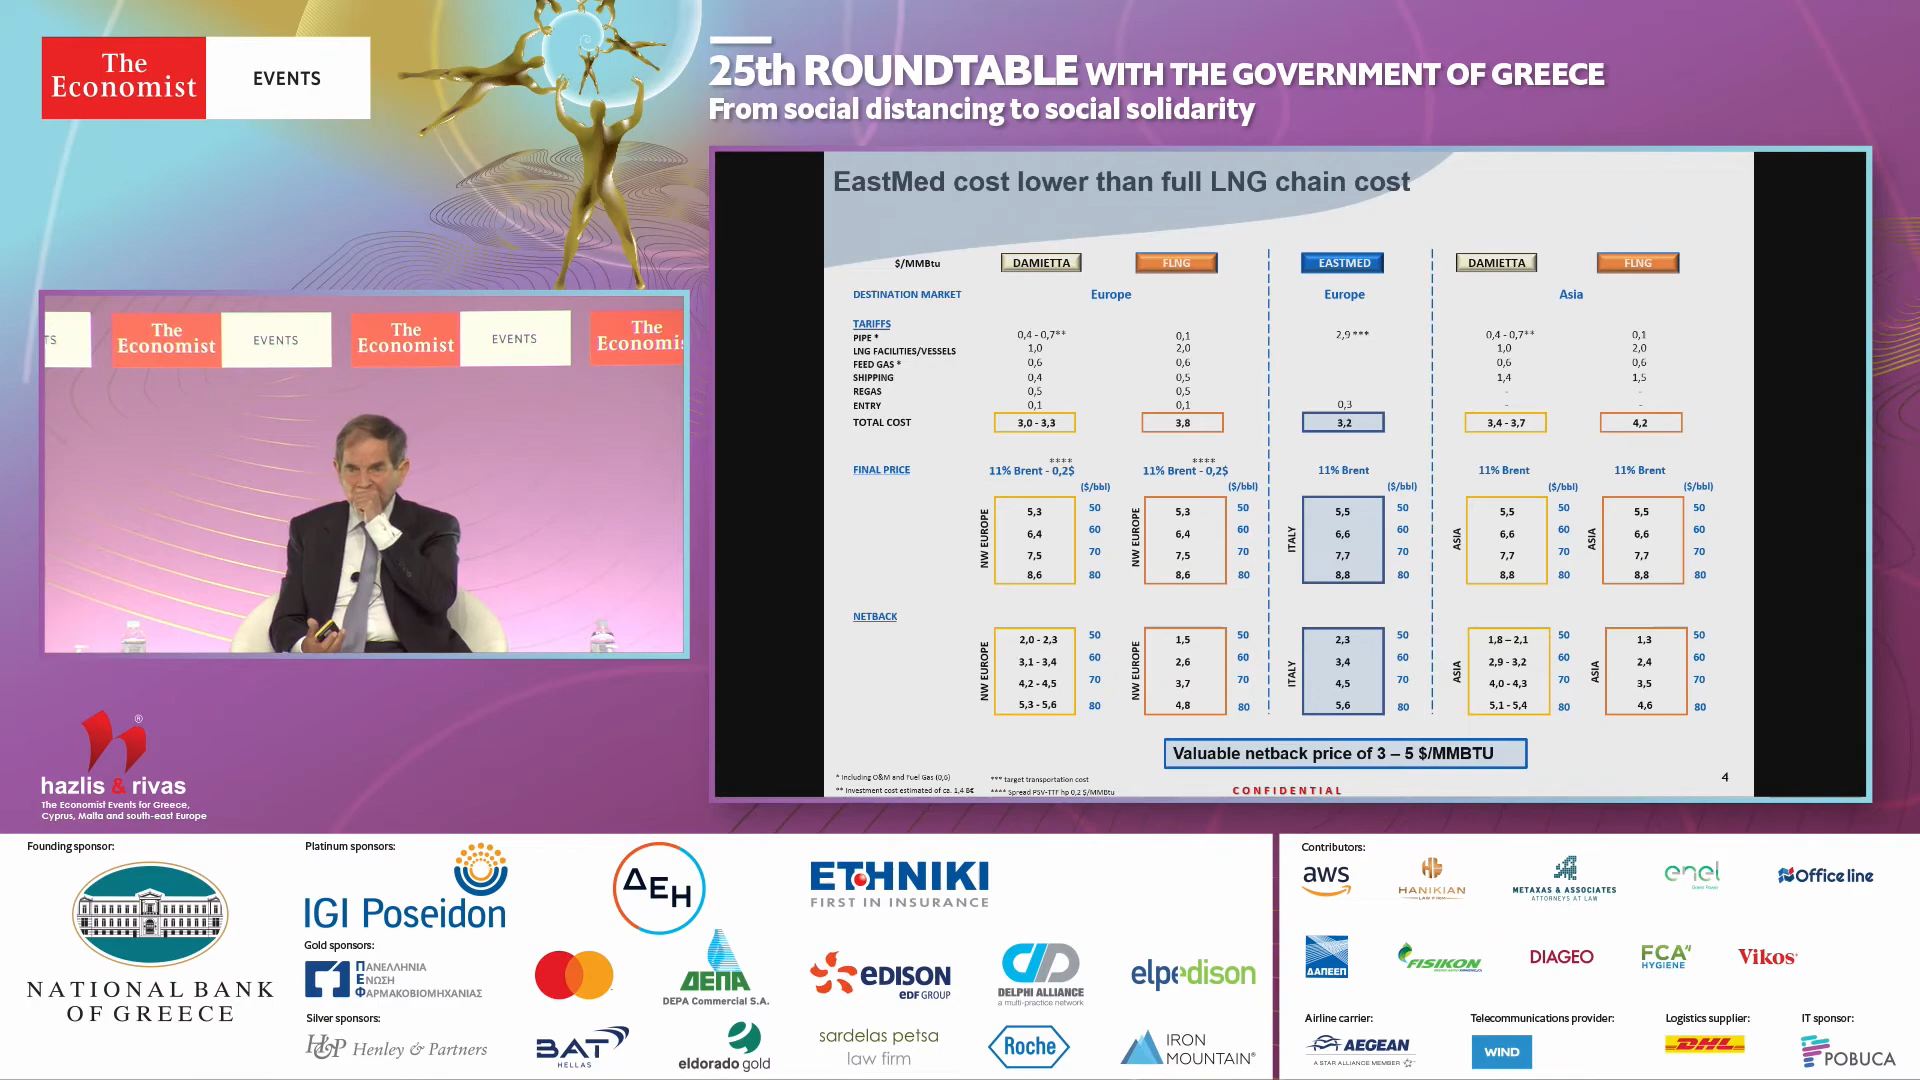 The
Economist
EVENTS
25th ROUNDTABLE WITH THE GOVERNMENT OF GREECE
From social distancing to social solidarity
TS
The
Economist
EVENTS
The
Economist
EVENTS
The
Economis
EastMed cost lower than full LNG chain cost
$/MMBtu DAMIETTA FLNG EASTMED DAMIETTA FLNG
DESTINATION MARKET Europe Europe Asia
TARIFFS
PIPE * 0,4 - 0,7** 0,1 2,9 *** 0,4 - 0,7** 0,1
LNG FACILITIES/VESSELS 1,0 2,0 1,0 2,0
FEED GAS * 0,6 0,6 0,6 0,6
SHIPPING 0,4 0,5 1,4 1,5
REGAS 0,5 0,5 - -
ENTRY 0,1 0,1 0,3 - -
TOTAL COST 3,0 - 3,3 3,8 3,2 3,4 - 3,7 4,2
**** ****
FINAL PRICE 11% Brent - 0,2$ 11% Brent - 0,2$ 11% Brent 11% Brent 11% Brent
($/bbl) ($/bbl) ($/bbl) ($/bbl) ($/bbl)
NW EUROPE NW EUROPE ITALY ASIA ASIA
5,3 50 5,3 50 5,5 50 5,5 50 5,5 50
6,4 60 6,4 60 6,6 60 6,6 60 6,6 60
7,5 70 7,5 70 7,7 70 7,7 70 7,7 70
8,6 80 8,6 80 8,8 80 8,8 80 8,8 80
NETBACK
NW EUROPE NW EUROPE ITALY ASIA ASIA
2,0 - 2,3 50 1,5 50 2,3 50 1,8 – 2,1 50 1,3 50
3,1 - 3,4 60 2,6 60 3,4 60 2,9 - 3,2 60 2,4 60
4,2 - 4,5 70 3,7 70 4,5 70 4,0 - 4,3 70 3,5 70
5,3 - 5,6 80 4,8 80 5,6 80 5,1 - 5,4 80 4,6 80
Valuable netback price of 3 – 5 $/MMBTU
* Including O&M and Fuel Gas (0,6) *** target transportation cost
** Investment cost estimated of ca. 1,4 B€ **** Spread PSV-TTF hp 0,2 $/MMBtu
CONFIDENTIAL
4
hazlis & rivas
®
The Economist Events for Greece,
Cyprus, Malta and south-east Europe
Founding sponsor:
NATIONAL BANK
OF GREECE
Platinum sponsors:
IGI Poseidon
ΔΕΗ
ETHNIKI
FIRST IN INSURANCE
Gold sponsors:
ΠΑΝΕΛΛΗΝΙΑ
ΕΝΩΣΗ
ΦΑΡΜΑΚΟΒΙΟΜΗΧΑΝΙΑΣ
ΔΕΠΑ
DEPA Commercial S.A.
EDISON
EDF GROUP
DELPHI ALLIANCE
a multi-practice network
elpedison
Silver sponsors:
H&P Henley & Partners
BAT
HELLAS
eldorado gold
sardelas petsa
law firm
Roche
IRON
MOUNTAIN®
Contributors:
aws
HANIKIAN
LAW FIRM
METAXAS & ASSOCIATES
ATTORNEYS AT LAW
enel
Green Power
Office line
ΔΑΠΕΕΠ
FISIKON
DIAGEO
FCA
HYGIENE
Vikos
Airline carrier:
AEGEAN
A STAR ALLIANCE MEMBER
Telecommunications provider:
WIND
Logistics supplier:
DHL
IT sponsor:
POBUCA